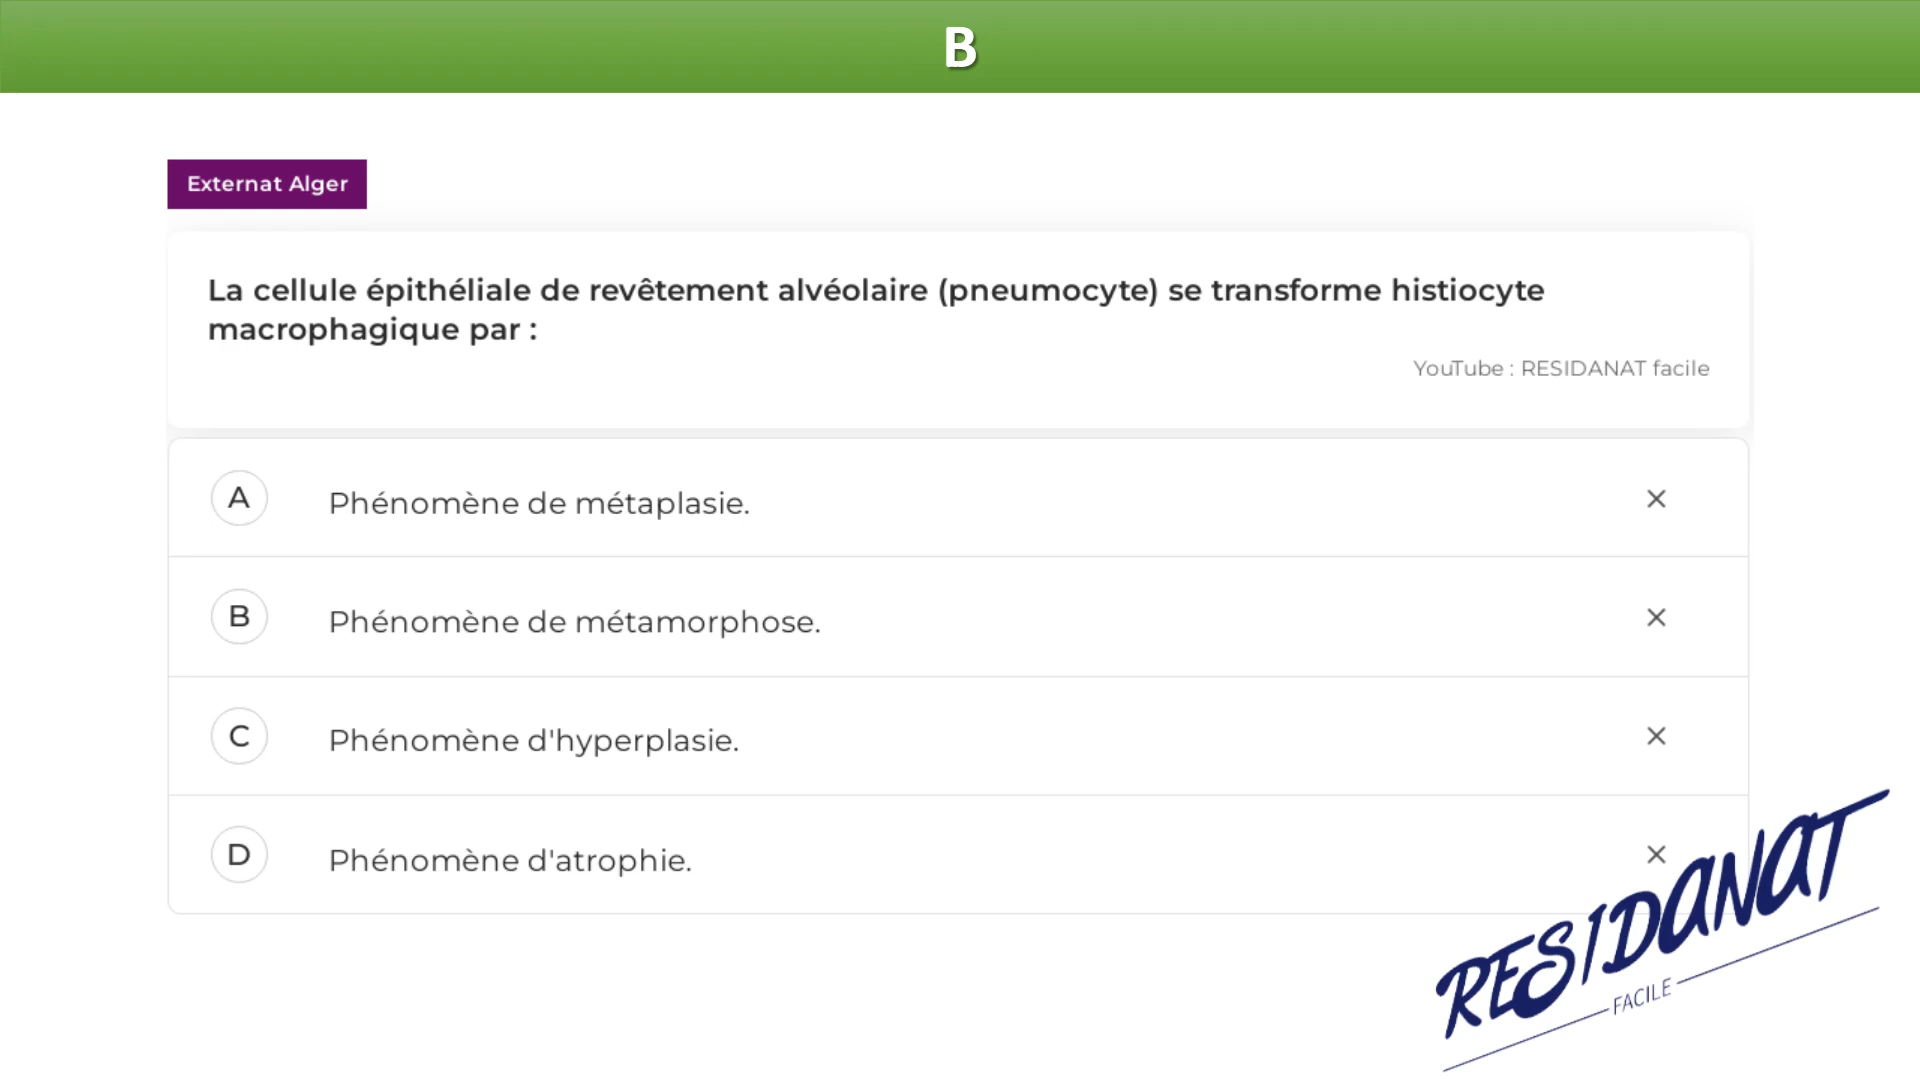 B
Externat Alger
La cellule épithéliale de revêtement alvéolaire (pneumocyte) se transforme histiocyte
macrophagique par :
YouTube : RESIDANAT facile
A Phénomène de métaplasie.
B Phénomène de métamorphose.
C Phénomène d'hyperplasie.
D Phénomène d'atrophie.
RESIDANAT
FACILE